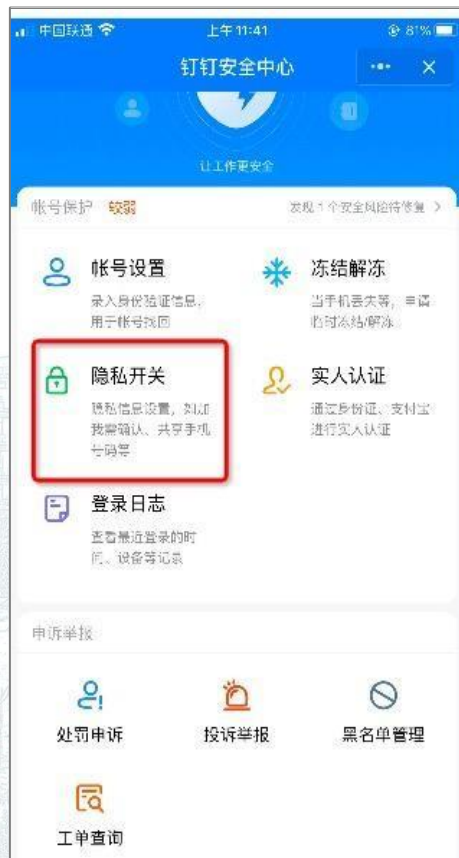 中国联通 上午11:41 81%
钉钉安全中心
让工作更安全
帐号保护 较弱 发现1个安全风险待修复 >
帐号设置 冻结解冻
录入身份验证信息, 当手机丢失等,申请
用于帐号找回 临时冻结/解冻
隐私开关 实人认证
隐私信息设置,如加 通过身份证、支付宝
我需确认、共享手机 进行实人认证
号码等
登录日志
查看最近登录的时
间、设备等记录
申诉举报
处罚申诉 投诉举报 黑名单管理
工单查询